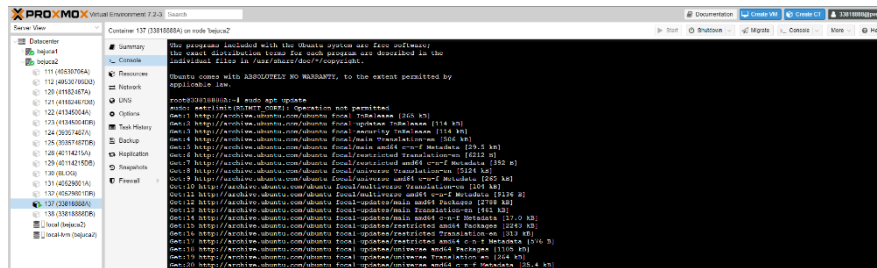 PROXMOX Virtual Environment 7.2-3 Search
Documentation Create VM Create CT
Server View
Container 137 (33818888A) on node 'bejuca2'
Start Shutdown Migrate Console More
Datacenter
bejuca1
bejuca2
111 (40530706A)
112 (40530706DB)
120 (41182467A)
121 (41182467DB)
122 (41345004A)
123 (41345004DB)
124 (39357487A)
125 (39357487DB)
128 (40114215A)
129 (40114215DB)
130 (BLOG)
131 (40529801A)
132 (40529801DB)
137 (33818888A)
138 (33818888DB)
local (bejuca2)
local-lvm (bejuca2)
Summary
Console
Resources
Network
DNS
Options
Task History
Backup
Replication
Snapshots
Firewall
The programs included with the Ubuntu system are free software;
the exact distribution terms for each program are described in the
individual files in /usr/share/doc/*/copyright.
Ubuntu comes with ABSOLUTELY NO WARRANTY, to the extent permitted by
applicable law.
root@33818888A:~# sudo apt update
sudo: setrlimit(RLIMIT_CORE): Operation not permitted
Get:1 http://archive.ubuntu.com/ubuntu focal InRelease [265 kB]
Get:2 http://archive.ubuntu.com/ubuntu focal-updates InRelease [114 kB]
Get:3 http://archive.ubuntu.com/ubuntu focal-security InRelease [114 kB]
Get:4 http://archive.ubuntu.com/ubuntu focal/main Translation-en [506 kB]
Get:5 http://archive.ubuntu.com/ubuntu focal/main amd64 c-n-f Metadata [29.5 kB]
Get:6 http://archive.ubuntu.com/ubuntu focal/restricted Translation-en [6212 B]
Get:7 http://archive.ubuntu.com/ubuntu focal/restricted amd64 c-n-f Metadata [392 B]
Get:8 http://archive.ubuntu.com/ubuntu focal/universe Translation-en [5124 kB]
Get:9 http://archive.ubuntu.com/ubuntu focal/universe amd64 c-n-f Metadata [265 kB]
Get:10 http://archive.ubuntu.com/ubuntu focal/multiverse Translation-en [104 kB]
Get:11 http://archive.ubuntu.com/ubuntu focal/multiverse amd64 c-n-f Metadata [9136 B]
Get:12 http://archive.ubuntu.com/ubuntu focal-updates/main amd64 Packages [2788 kB]
Get:13 http://archive.ubuntu.com/ubuntu focal-updates/main Translation-en [461 kB]
Get:14 http://archive.ubuntu.com/ubuntu focal-updates/main amd64 c-n-f Metadata [17.0 kB]
Get:15 http://archive.ubuntu.com/ubuntu focal-updates/restricted amd64 Packages [2243 kB]
Get:16 http://archive.ubuntu.com/ubuntu focal-updates/restricted Translation-en [313 kB]
Get:17 http://archive.ubuntu.com/ubuntu focal-updates/restricted amd64 c-n-f Metadata [576 B]
Get:18 http://archive.ubuntu.com/ubuntu focal-updates/universe amd64 Packages [1105 kB]
Get:19 http://archive.ubuntu.com/ubuntu focal-updates/universe Translation-en [264 kB]
Get:20 http://archive.ubuntu.com/ubuntu focal-updates/universe amd64 c-n-f Metadata [25.4 kB]